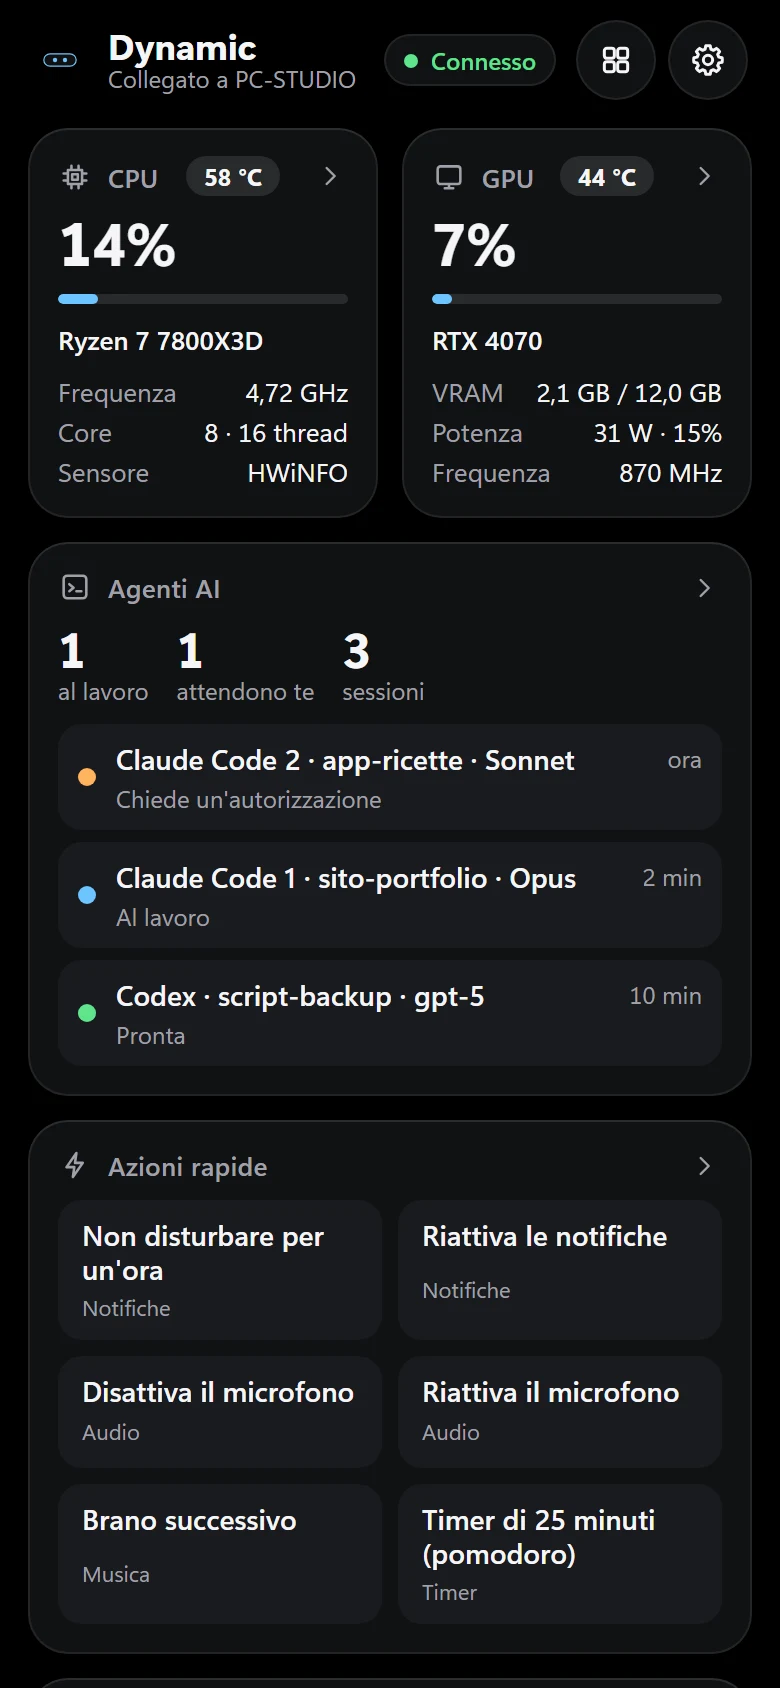 Dynamic
Collegato a PC-STUDIO
Connesso
CPU
58 °C
14%
Ryzen 7 7800X3D
Frequenza 4,72 GHz
Core 8 · 16 thread
Sensore HWiNFO
GPU
44 °C
7%
RTX 4070
VRAM 2,1 GB / 12,0 GB
Potenza 31 W · 15%
Frequenza 870 MHz
Agenti AI
1 1 3
al lavoro attendono te sessioni
Claude Code 2 · app-ricette · Sonnet ora
Chiede un'autorizzazione
Claude Code 1 · sito-portfolio · Opus 2 min
Al lavoro
Codex · script-backup · gpt-5 10 min
Pronta
Azioni rapide
Non disturbare per
un'ora
Notifiche
Riattiva le notifiche
Notifiche
Disattiva il microfono
Audio
Riattiva il microfono
Audio
Brano successivo
Musica
Timer di 25 minuti
(pomodoro)
Timer